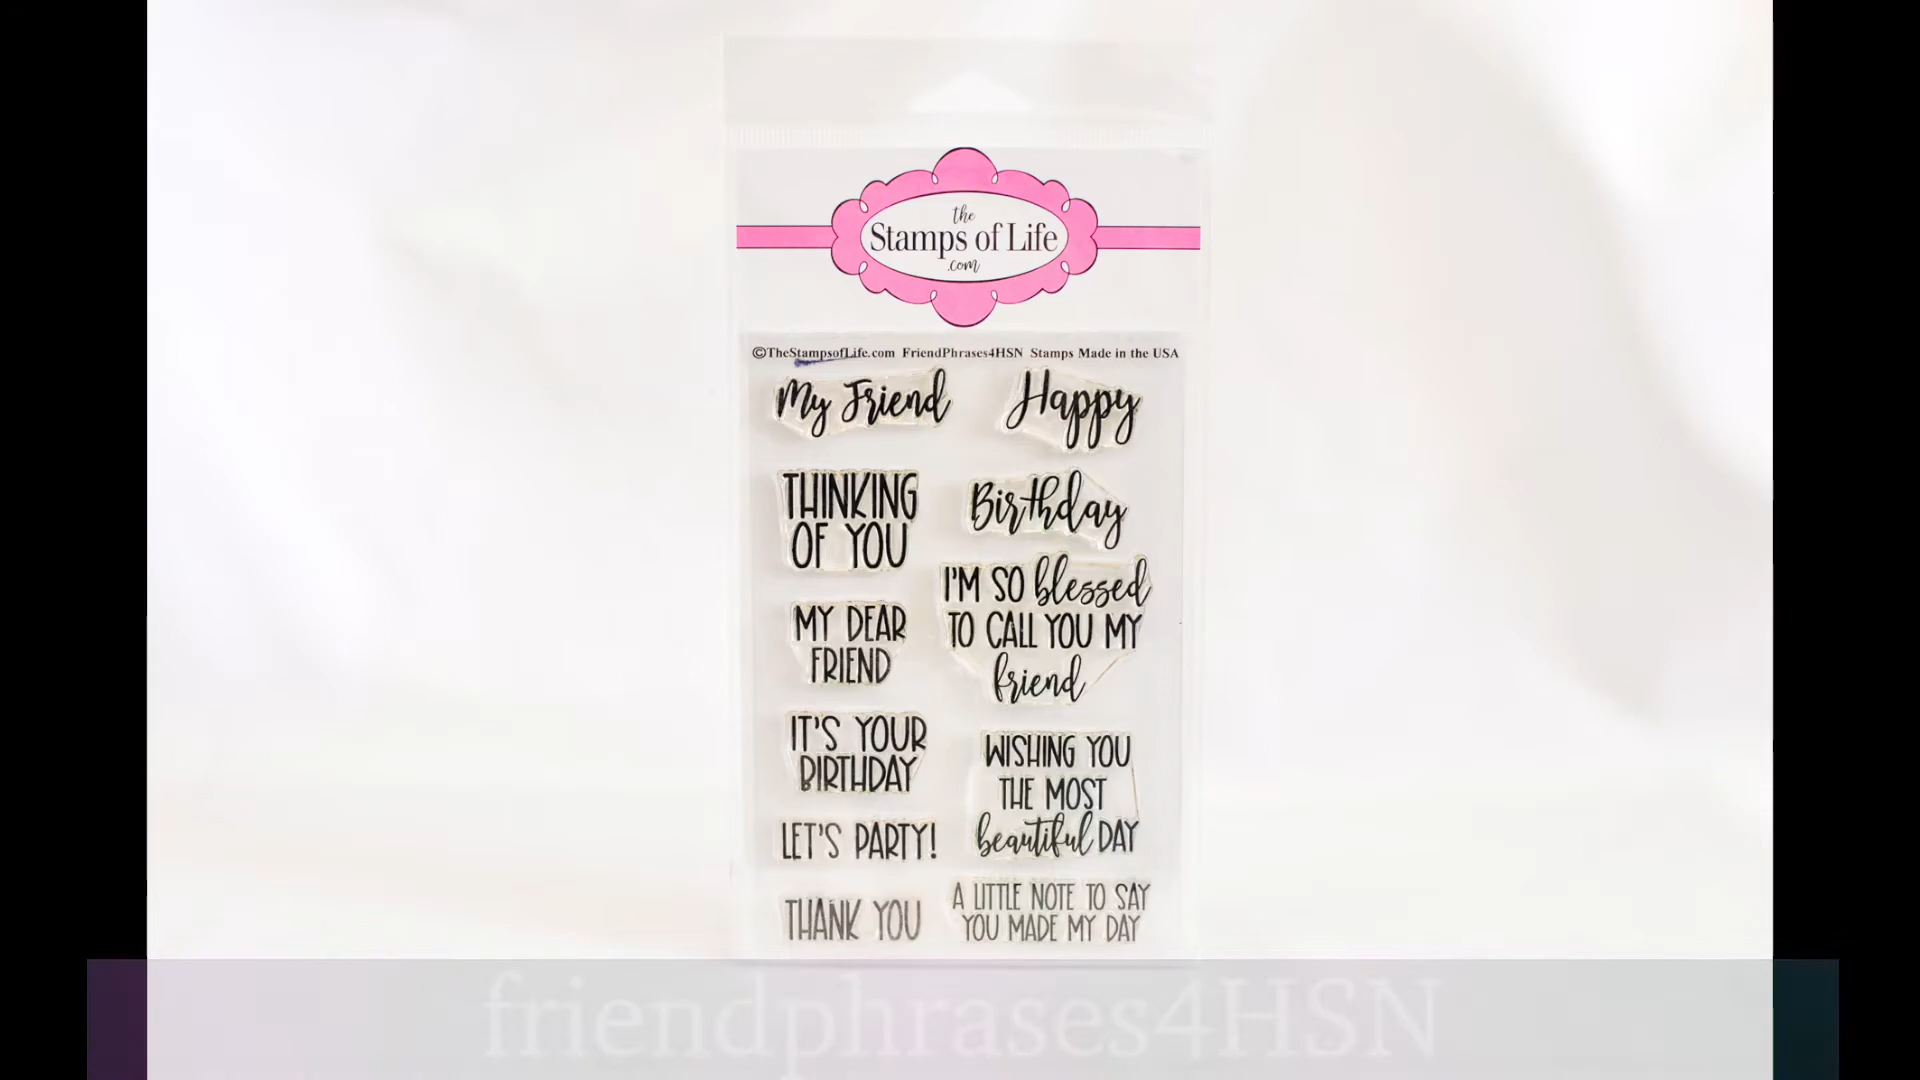 the
Stamps of Life
.com
©TheStampsofLife.com FriendPhrases4HSN Stamps Made in the USA
My Friend
Happy
THINKING
OF YOU
Birthday
I'M SO blessed
TO CALL YOU MY
friend
MY DEAR
FRIEND
IT'S YOUR
BIRTHDAY
WISHING YOU
THE MOST
beautiful DAY
LET'S PARTY!
THANK YOU
A LITTLE NOTE TO SAY
YOU MADE MY DAY
friendphrases4HSN